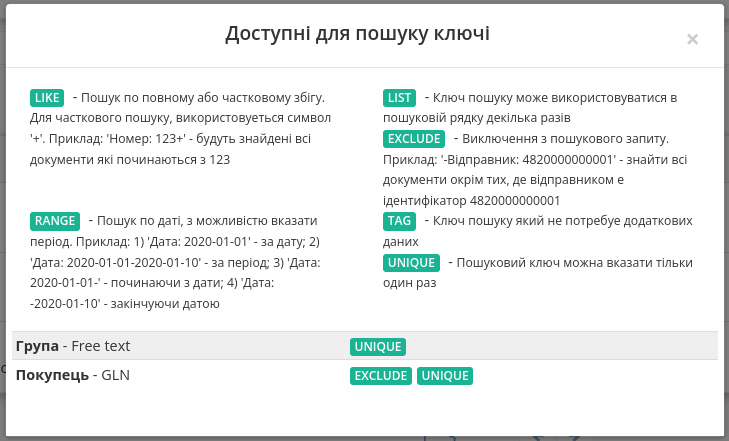 Доступні для пошуку ключі
×
LIKE - Пошук по повному або частковому збігу.
Для часткового пошуку, використовуеться символ
'+'. Приклад: 'Номер: 123+' - будуть знайдені всі
документи які починаються з 123
LIST - Ключ пошуку може використовуватися в
пошуковій рядку декілька разів
EXCLUDE - Виключення з пошукового запиту.
Приклад: '-Відправник: 4820000000001' - знайти всі
документи окрім тих, де відправником е
ідентифікатор 4820000000001
RANGE - Пошук по даті, з можливістю вказати
період. Приклад: 1) 'Дата: 2020-01-01' - за дату; 2)
'Дата: 2020-01-01-2020-01-10' - за період; 3) 'Дата:
2020-01-01-' - починаючи з дати; 4) 'Дата:
-2020-01-10' - закінчуючи датою
TAG - Ключ пошуку який не потребує додаткових
даних
UNIQUE - Пошуковий ключ можна вказати тільки
один раз
Група - Free text UNIQUE
Покупець - GLN EXCLUDE UNIQUE